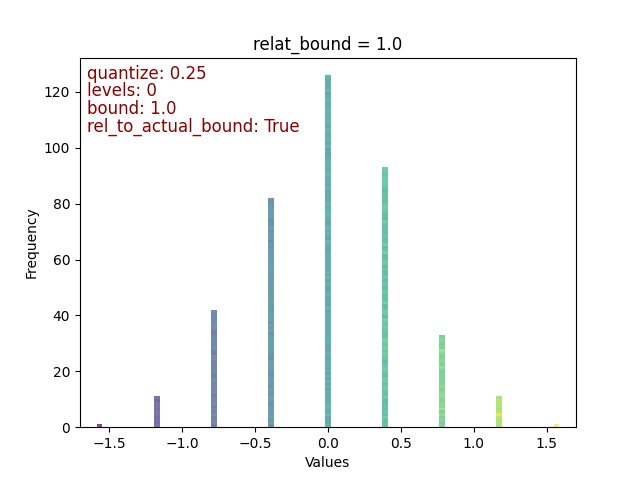 relat_bound = 1.0
quantize: 0.25
levels: 0
bound: 1.0
rel_to_actual_bound: True
Frequency
120
100
80
60
40
20
0
−1.5 −1.0 −0.5 0.0 0.5 1.0 1.5
Values